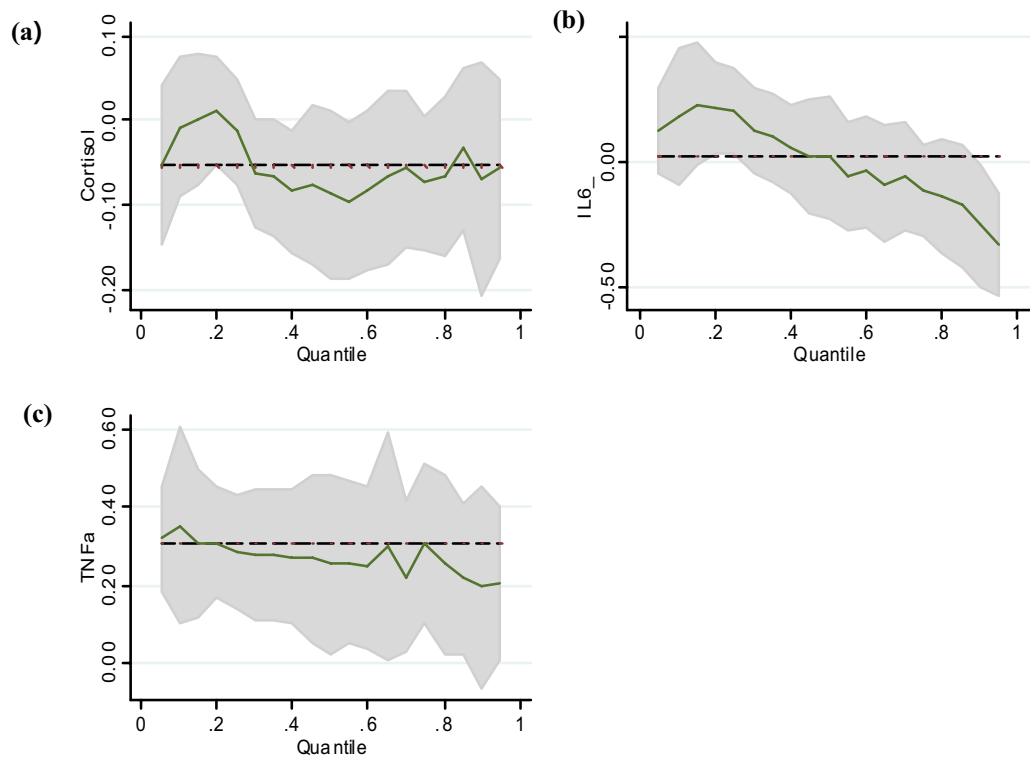 (a)
Cortisol
0.10
0.00
-0.10
-0.20
0 .2 .4 .6 .8 1
Quantile
(b)
IL6_
0.00
-0.50
0 .2 .4 .6 .8 1
Quantile
(c)
TNFa
0.60
0.40
0.20
0.00
0 .2 .4 .6 .8 1
Quantile